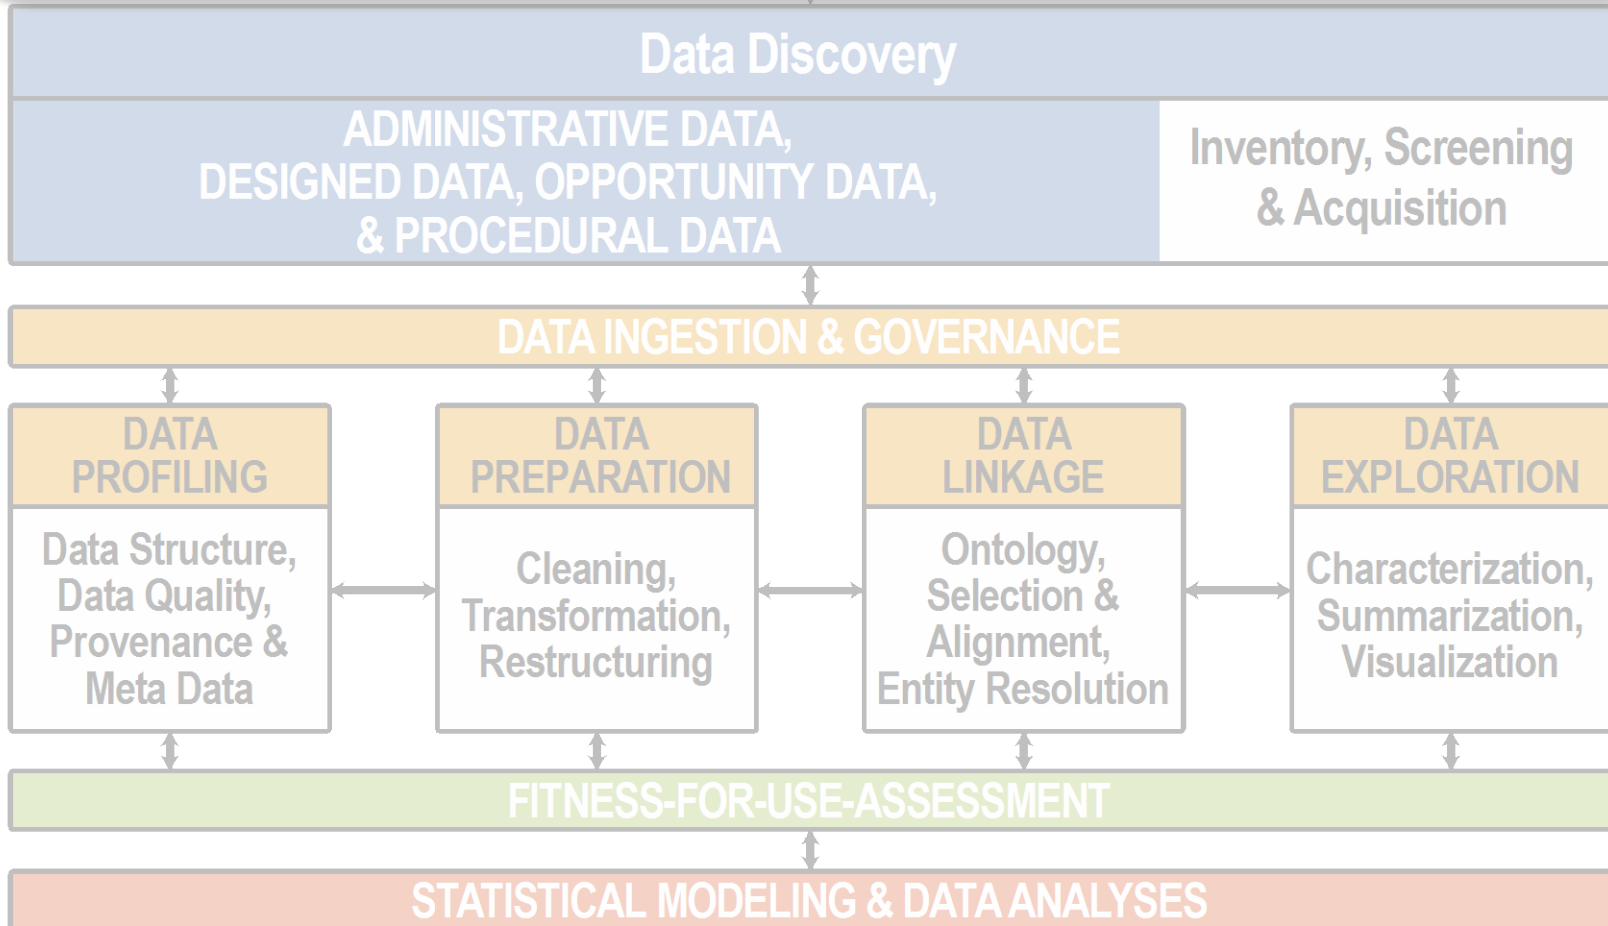 Data Discovery
ADMINISTRATIVE DATA,
DESIGNED DATA, OPPORTUNITY DATA,
& PROCEDURAL DATA
Inventory, Screening
& Acquisition
DATA INGESTION & GOVERNANCE
DATA
PROFILING
Data Structure,
Data Quality,
Provenance &
Meta Data
DATA
PREPARATION
Cleaning,
Transformation,
Restructuring
DATA
LINKAGE
Ontology,
Selection &
Alignment,
Entity Resolution
DATA
EXPLORATION
Characterization,
Summarization,
Visualization
FITNESS-FOR-USE-ASSESSMENT
STATISTICAL MODELING & DATA ANALYSES